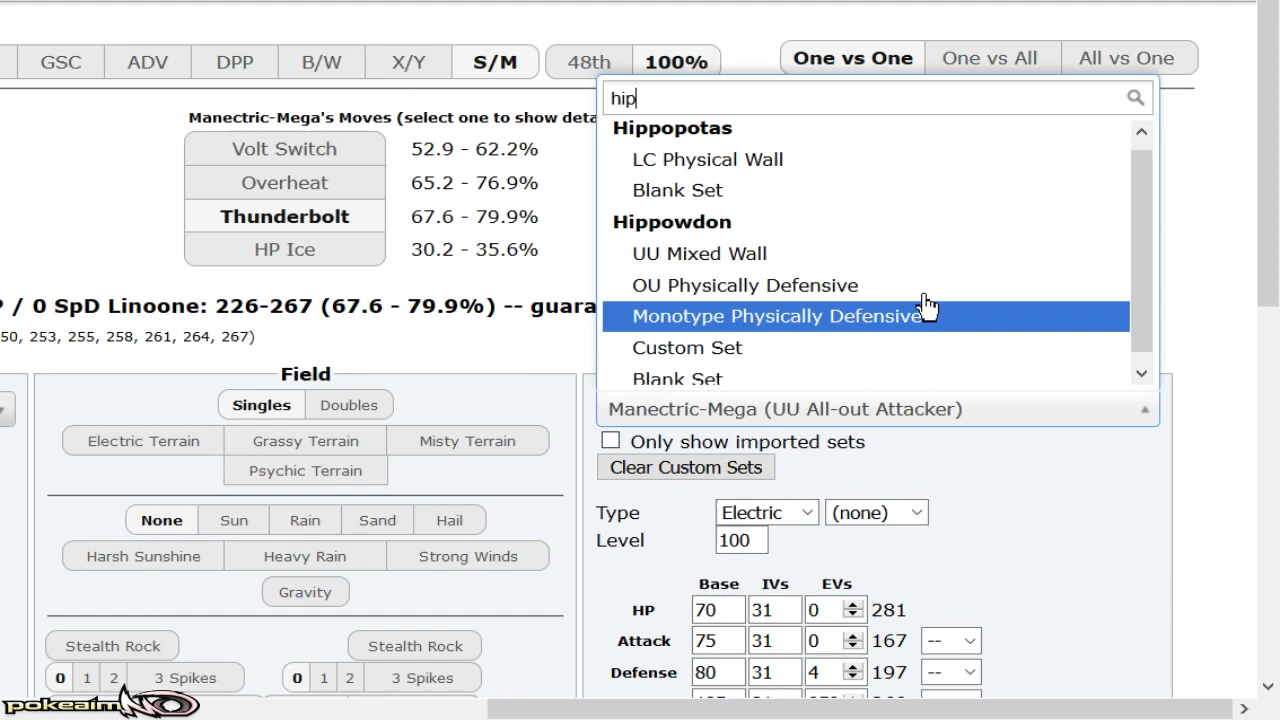 GSC ADV DPP B/W X/Y S/M 48th 100% One vs One One vs All All vs One
hip
Manectric-Mega's Moves (select one to show deta
Volt Switch 52.9 - 62.2%
Overheat 65.2 - 76.9%
Thunderbolt 67.6 - 79.9%
HP Ice 30.2 - 35.6%
Hippopotas
LC Physical Wall
Blank Set
Hippowdon
UU Mixed Wall
OU Physically Defensive
Monotype Physically Defensive
Custom Set
Blank Set
P / 0 SpD Linoone: 226-267 (67.6 - 79.9%) -- guara
50, 253, 255, 258, 261, 264, 267)
Manectric-Mega (UU All-out Attacker)
Only show imported sets
Clear Custom Sets
Field
Singles Doubles
Electric Terrain Grassy Terrain Misty Terrain
Psychic Terrain
None Sun Rain Sand Hail
Harsh Sunshine Heavy Rain Strong Winds
Gravity
Stealth Rock Stealth Rock
0 1 2 3 Spikes 0 1 2 3 Spikes
Type Electric (none)
Level 100
Base IVs EVs
HP 70 31 0 281
Attack 75 31 0 167 --
Defense 80 31 4 197 --
pokeaimMD